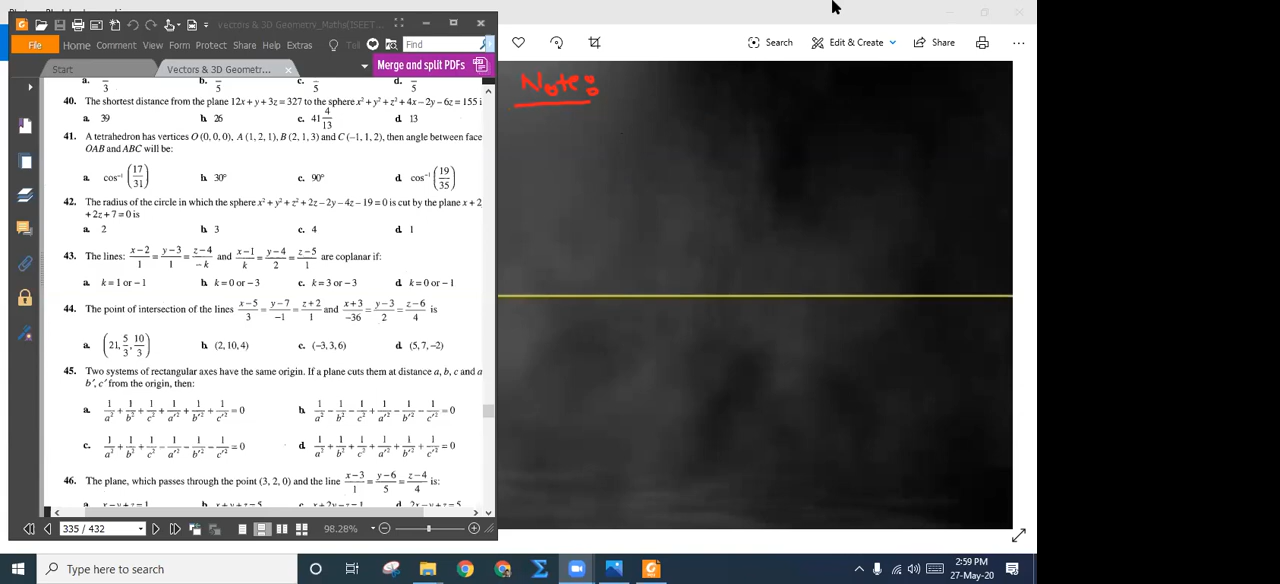 Vectors & 3D Geometry_Maths[ISEET...
File Home Comment View Form Protect Share Help Extras Tell Find
Merge and split PDFs
Start Vectors & 3D Geometry_Maths...
Search Edit & Create Share
Note:
a. 3 b. 5 c. 5 d. 5
40. The shortest distance from the plane 12x + y + 3z = 327 to the sphere x² + y² + z² + 4x − 2y − 6z = 155 i
a. 39 b. 26 c. 41 4/13 d. 13
41. A tetrahedron has vertices O (0, 0, 0), A (1, 2, 1), B (2, 1, 3) and C (−1, 1, 2), then angle between face
OAB and ABC will be:
a. cos⁻¹ (17/31) b. 30° c. 90° d. cos⁻¹ (19/35)
42. The radius of the circle in which the sphere x² + y² + z² + 2z − 2y − 4z − 19 = 0 is cut by the plane x + 2
+ 2z + 7 = 0 is
a. 2 b. 3 c. 4 d. 1
43. The lines: x−2/1 = y−3/1 = z−4/−k and x−1/k = y−4/2 = z−5/1 are coplanar if:
a. k = 1 or −1 b. k = 0 or −3 c. k = 3 or −3 d. k = 0 or −1
44. The point of intersection of the lines x−5/3 = y−7/−1 = z+2/1 and x+3/−36 = y−3/2 = z−6/4 is
a. (21, 5/3, 10/3) b. (2, 10, 4) c. (−3, 3, 6) d. (5, 7, −2)
45. Two systems of rectangular axes have the same origin. If a plane cuts them at distance a, b, c and a
b′, c′ from the origin, then:
a. 1/a² + 1/b² + 1/c² + 1/a′² + 1/b′² + 1/c′² = 0 b. 1/a² − 1/b² − 1/c² + 1/a′² − 1/b′² − 1/c′² = 0
c. 1/a² + 1/b² + 1/c² − 1/a′² − 1/b′² − 1/c′² = 0 d. 1/a² + 1/b² + 1/c² + 1/a′² + 1/b′² + 1/c′² = 0
46. The plane, which passes through the point (3, 2, 0) and the line x−3/1 = y−6/5 = z−4/4 is:
a. x − y + z = 1 b. x + y + z = 5 c. x + 2y − z = 1 d. 2x − y + z = 5
335 / 432 98.28%
Type here to search
2:59 PM
27-May-20